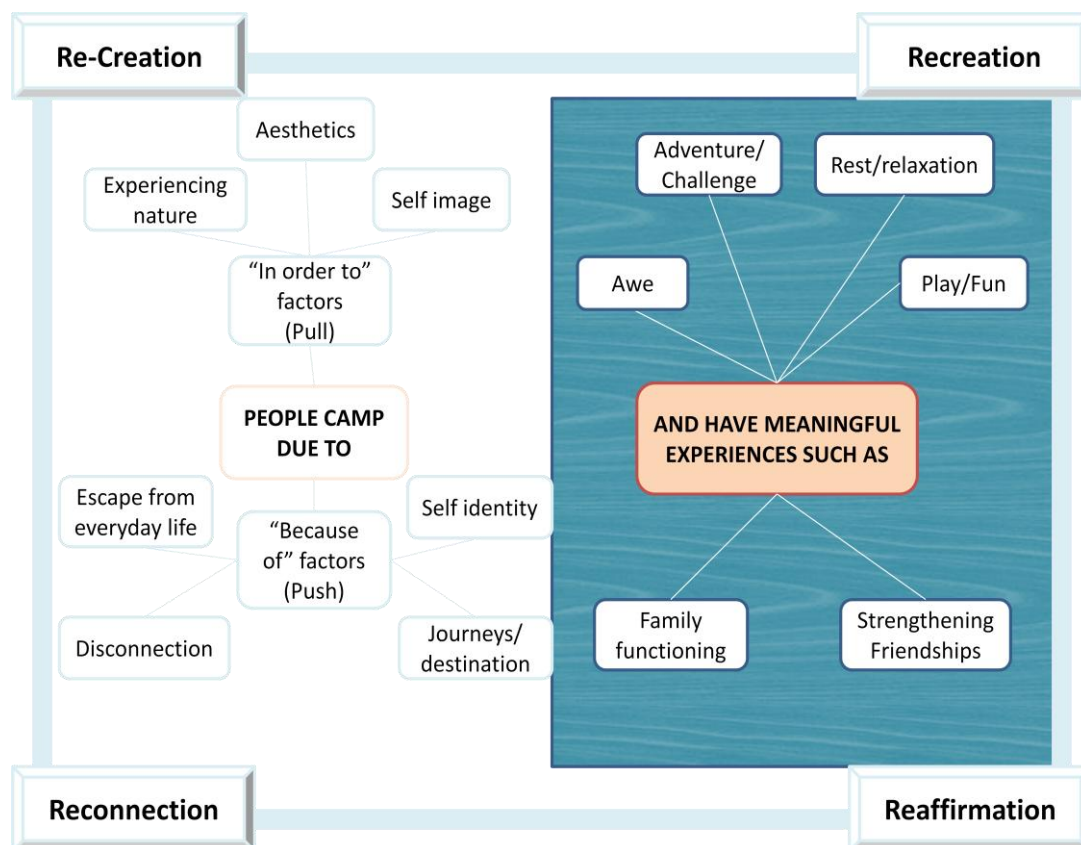 Re-Creation
Recreation
Aesthetics
Experiencing
nature
Self image
“In order to”
factors
(Pull)
PEOPLE CAMP
DUE TO
Escape from
everyday life
“Because
of” factors
(Push)
Self identity
Disconnection
Journeys/
destination
Adventure/
Challenge
Rest/relaxation
Awe
Play/Fun
AND HAVE MEANINGFUL
EXPERIENCES SUCH AS
Family
functioning
Strengthening
Friendships
Reconnection
Reaffirmation